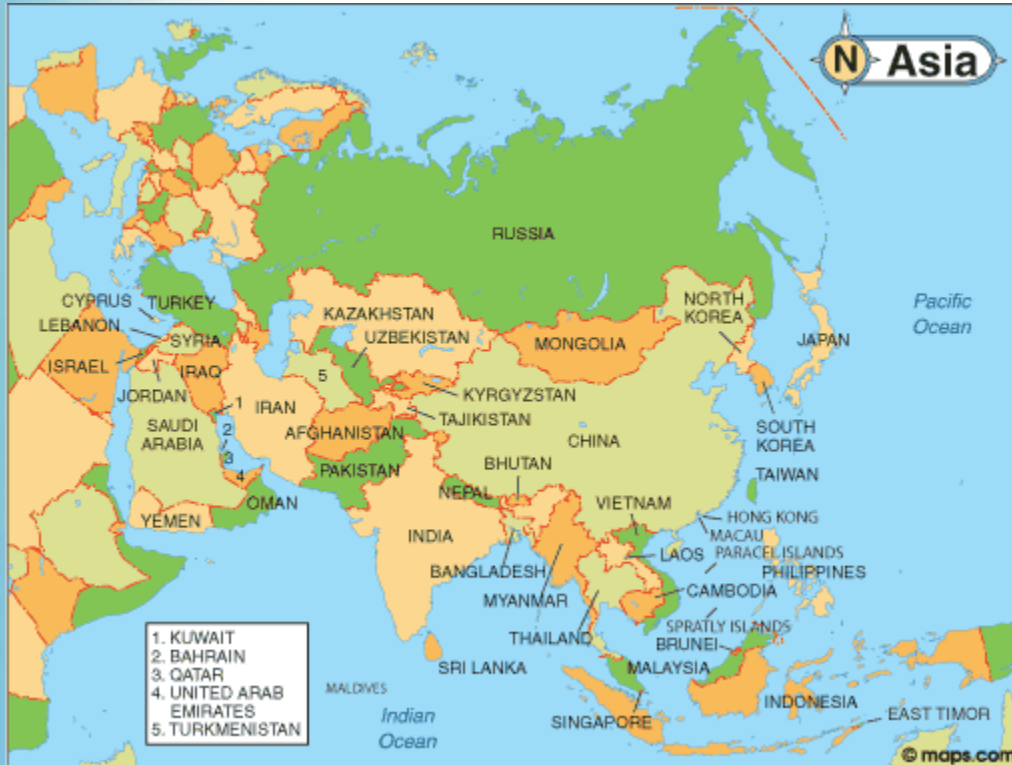 N Asia
RUSSIA
Pacific
Ocean
CYPRUS
TURKEY
LEBANON
SYRIA
ISRAEL
IRAQ
JORDAN
SAUDI
ARABIA
1
2
3
4
IRAN
YEMEN
OMAN
KAZAKHSTAN
UZBEKISTAN
5
KYRGYZSTAN
TAJIKISTAN
AFGHANISTAN
PAKISTAN
MONGOLIA
NORTH
KOREA
JAPAN
SOUTH
KOREA
CHINA
TAIWAN
BHUTAN
NEPAL
INDIA
VIETNAM
HONG KONG
MACAU
LAOS
PARACEL ISLANDS
PHILIPPINES
BANGLADESH
CAMBODIA
MYANMAR
SPRATLY ISLANDS
THAILAND
BRUNEI
SRI LANKA
MALAYSIA
MALDIVES
INDONESIA
SINGAPORE
EAST TIMOR
Indian
Ocean
1. KUWAIT
2. BAHRAIN
3. QATAR
4. UNITED ARAB
EMIRATES
5. TURKMENISTAN
© maps.com